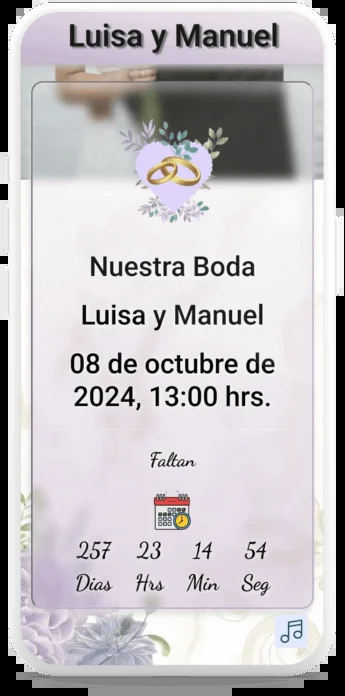 Luisa y Manuel
Nuestra Boda
Luisa y Manuel
08 de octubre de
2024, 13:00 hrs.
Faltan
257 23 14 54
Dias Hrs Min Seg